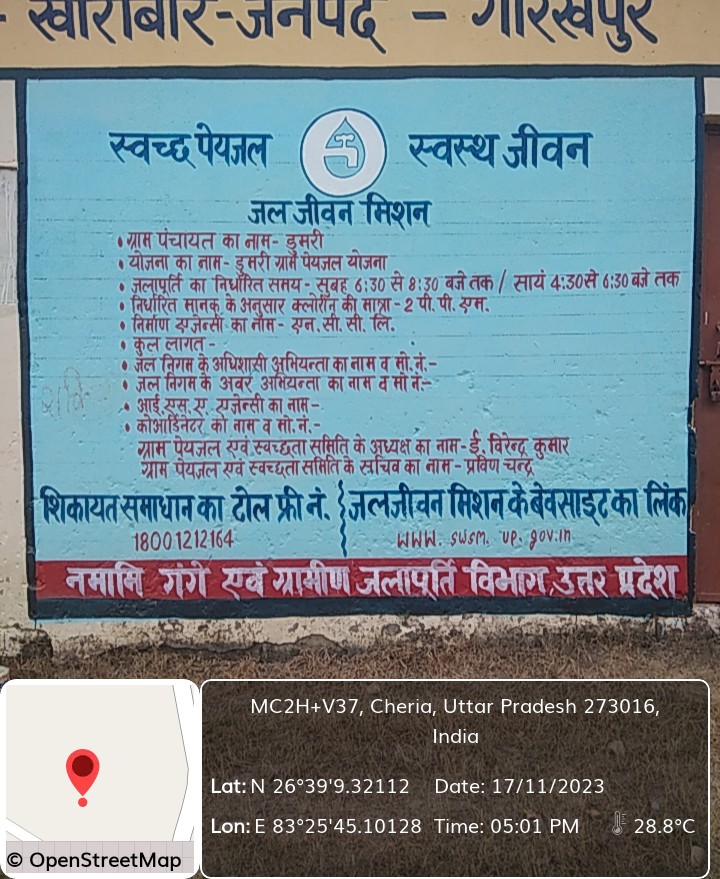 - खोराबार-जनपद - गोरखपुर
स्वच्छ पेयजल स्वस्थ जीवन
जल जीवन मिशन
• ग्राम पंचायत का नाम- डुमरी
• योजना का नाम- डुमरी ग्राम पेयजल योजना
• जलापूर्ति का निर्धारित समय- सुबह 6:30 से 8:30 बजे तक / सायं 4:30 से 6:30 बजे तक
• निर्धारित मानक के अनुसार क्लोरीन की मात्रा - 2 पी. पी. एम.
• निर्माण एजेन्सी का नाम - एन. सी. सी. लि.
• कुल लागत -
• जल निगम के अधिशासी अभियन्ता का नाम व मो. नं.-
• जल निगम के अवर अभियन्ता का नाम व मो नं.-
• आई. एस. ए. एजेन्सी का नाम-
• कोआर्डिनेटर का नाम व मो. नं.-
ग्राम पेयजल एवं स्वच्छता समिति के अध्यक्ष का नाम- ई. विरेन्द्र कुमार
ग्राम पेयजल एवं स्वच्छता समिति के सचिव का नाम - प्रविण चन्द्र
शिकायत समाधान का टोल फ्री नं. जल जीवन मिशन के बेवसाइट का लिंक
18001212164 www. swsm. up. gov.in
नमामि गंगे एवं ग्रामीण जलापूर्ति विभाग, उत्तर प्रदेश
MC2H+V37, Cheria, Uttar Pradesh 273016,
India
Lat: N 26°39'9.32112 Date: 17/11/2023
Lon: E 83°25'45.10128 Time: 05:01 PM 28.8°C
© OpenStreetMap